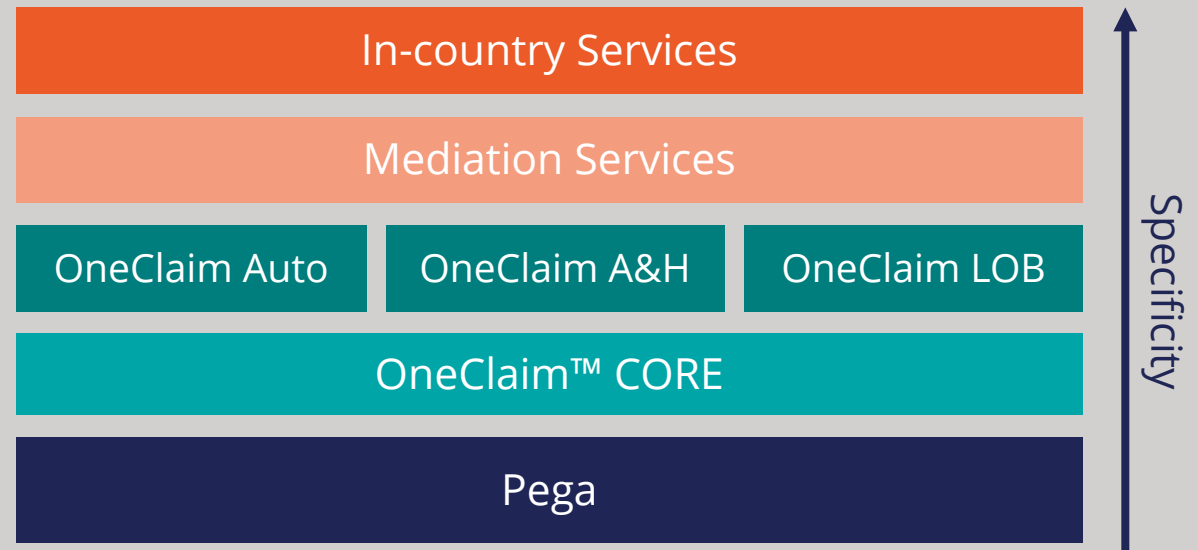 In-country Services
Mediation Services
OneClaim Auto
OneClaim A&H
OneClaim LOB
OneClaim™ CORE
Pega
Specificity